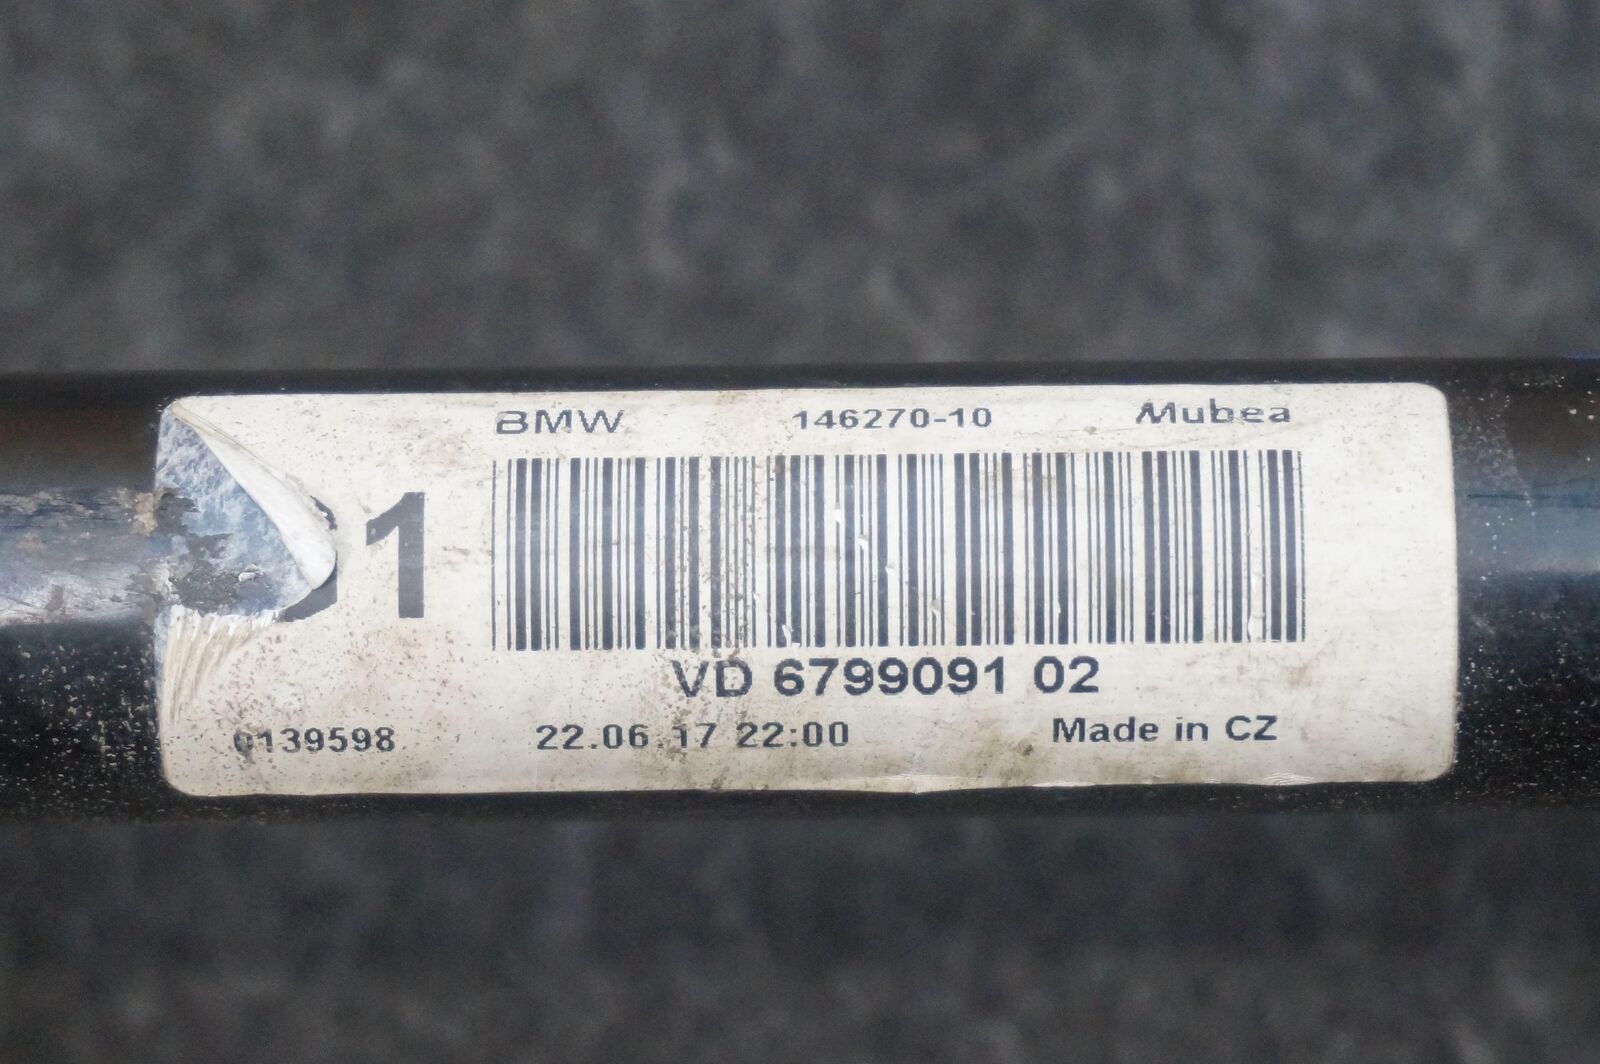 BMW 146270-10 Mubea
1
VD 6799091 02
0139598 22.06.17 22:00 Made in CZ